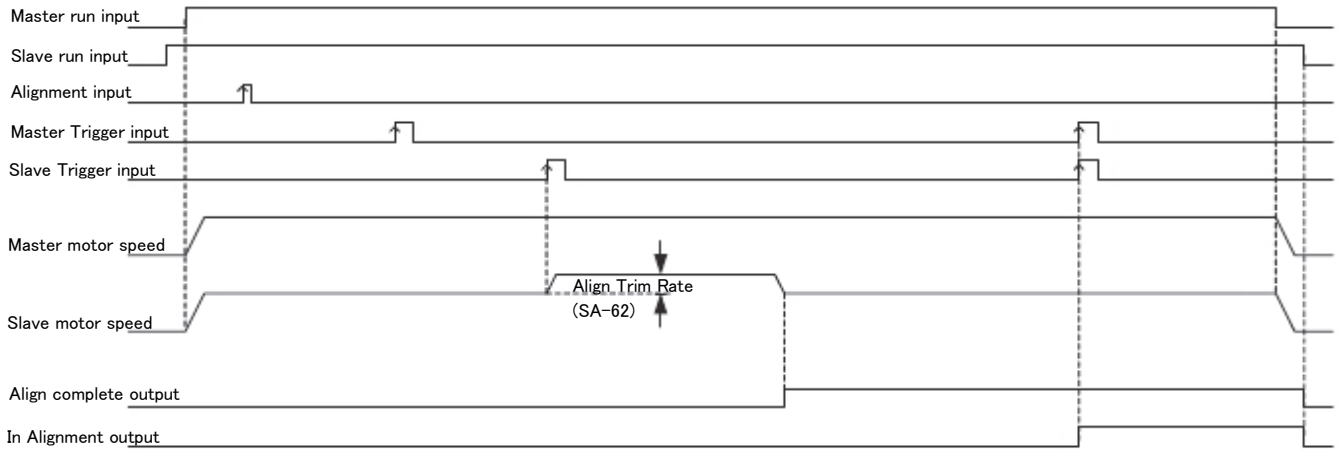 Master run input
Slave run input
Alignment input
Master Trigger input
Slave Trigger input
Master motor speed
Align Trim Rate
(SA-62)
Slave motor speed
Align complete output
In Alignment output